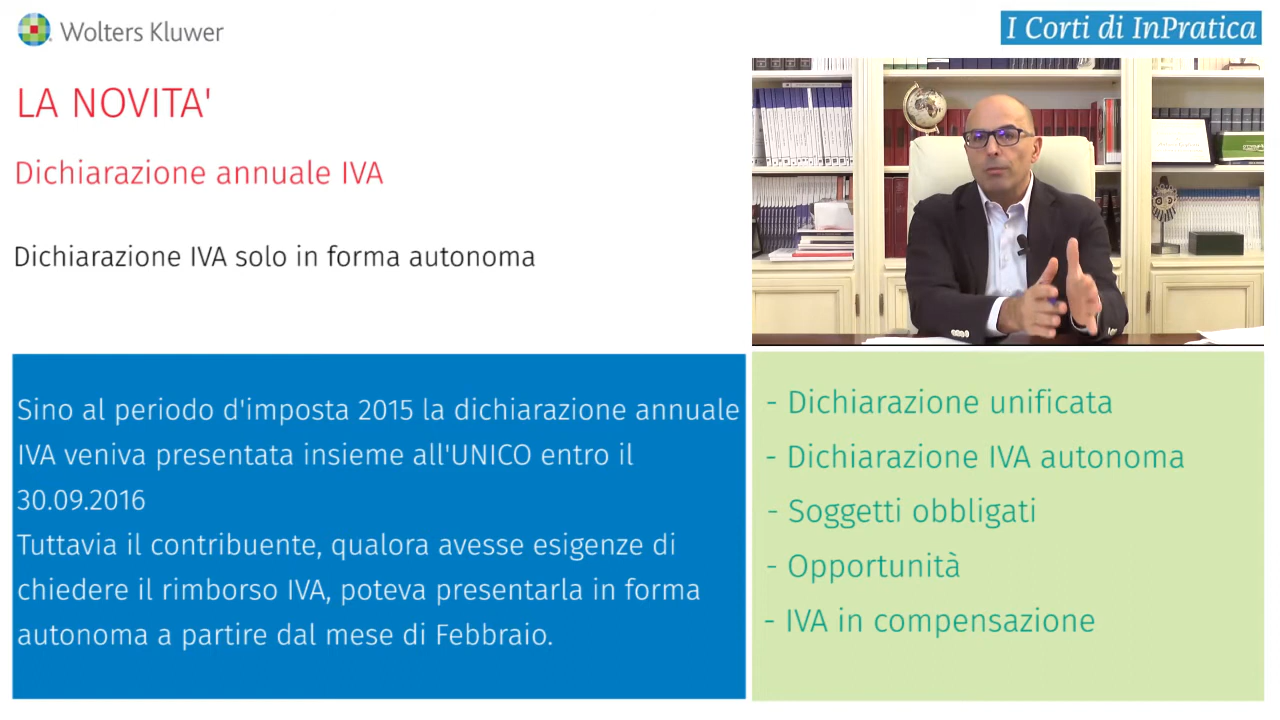 Wolters Kluwer
I Corti di InPratica
LA NOVITA'
Dichiarazione annuale IVA
Dichiarazione IVA solo in forma autonoma
Sino al periodo d'imposta 2015 la dichiarazione annuale
IVA veniva presentata insieme all'UNICO entro il
30.09.2016
Tuttavia il contribuente, qualora avesse esigenze di
chiedere il rimborso IVA, poteva presentarla in forma
autonoma a partire dal mese di Febbraio.
- Dichiarazione unificata
- Dichiarazione IVA autonoma
- Soggetti obbligati
- Opportunità
- IVA in compensazione